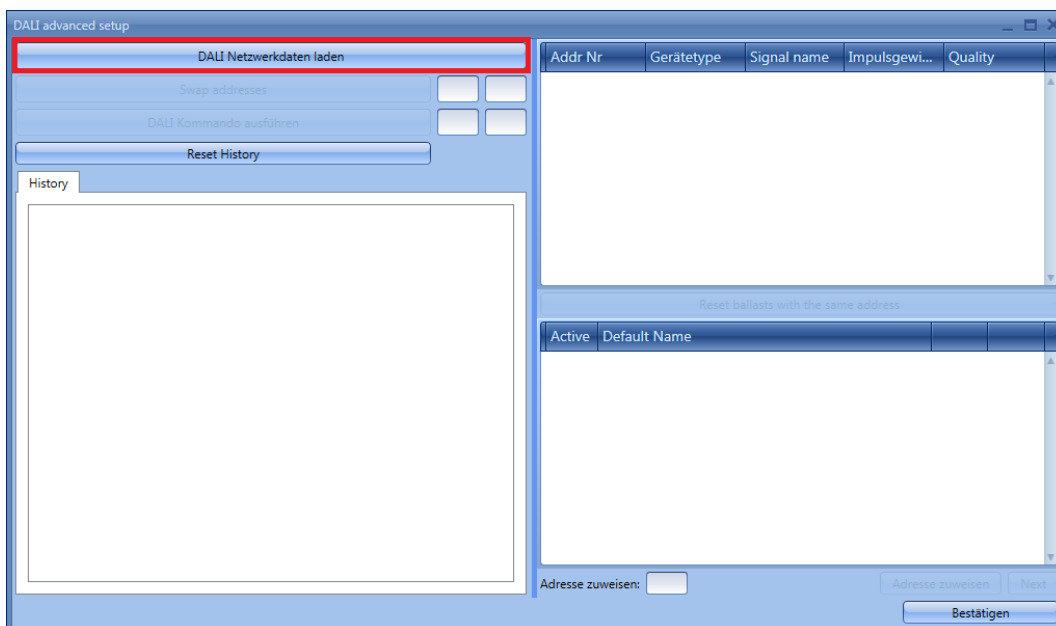 DALI advanced setup
DALI Netzwerkdaten laden
Swap addresses
DALI Kommando ausführen
Reset History
History
Addr Nr Gerätetype Signal name Impulsgewi... Quality
Reset ballasts with the same address
Active Default Name
Adresse zuweisen: Adresse zuweisen Next
Bestätigen